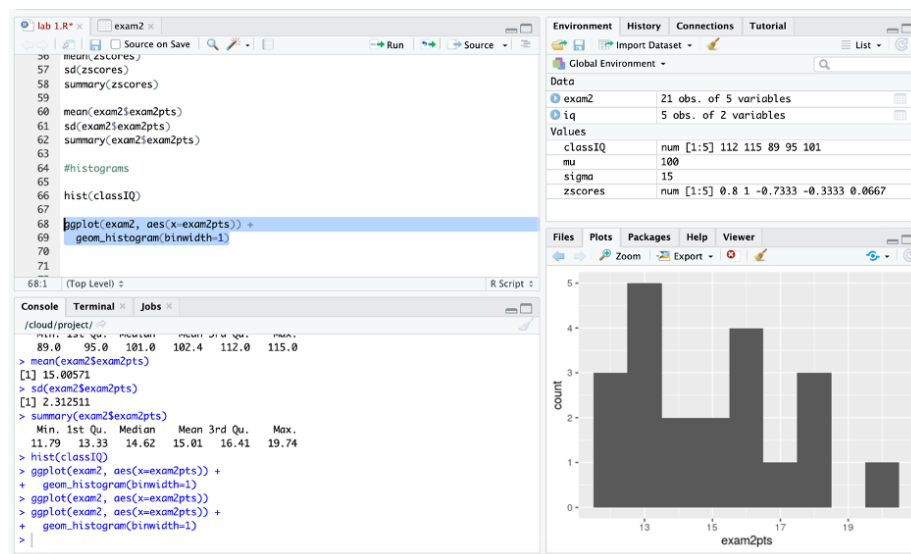 lab 1.R* exam2
Source on Save Run Source
56 mean(zscores)
57 sd(zscores)
58 summary(zscores)
59
60 mean(exam2$exam2pts)
61 sd(exam2$exam2pts)
62 summary(exam2$exam2pts)
63
64 #histograms
65
66 hist(classIQ)
67
68 ggplot(exam2, aes(x=exam2pts)) +
69 geom_histogram(binwidth=1)
70
71
68:1 (Top Level) R Script
Console Terminal Jobs
/cloud/project/
Min. 1st Qu. Median Mean 3rd Qu. Max.
89.0 95.0 101.0 102.4 112.0 115.0
> mean(exam2$exam2pts)
[1] 15.00571
> sd(exam2$exam2pts)
[1] 2.312511
> summary(exam2$exam2pts)
Min. 1st Qu. Median Mean 3rd Qu. Max.
11.79 13.33 14.62 15.01 16.41 19.74
> hist(classIQ)
> ggplot(exam2, aes(x=exam2pts)) +
+ geom_histogram(binwidth=1)
> ggplot(exam2, aes(x=exam2pts))
> ggplot(exam2, aes(x=exam2pts)) +
+ geom_histogram(binwidth=1)
>
Environment History Connections Tutorial
Import Dataset List
Global Environment
Data
exam2 21 obs. of 5 variables
iq 5 obs. of 2 variables
Values
classIQ num [1:5] 112 115 89 95 101
mu 100
sigma 15
zscores num [1:5] 0.8 1 -0.7333 -0.3333 0.0667
Files Plots Packages Help Viewer
Zoom Export
5
4
3
2
1
0
count
13 15 17 19
exam2pts